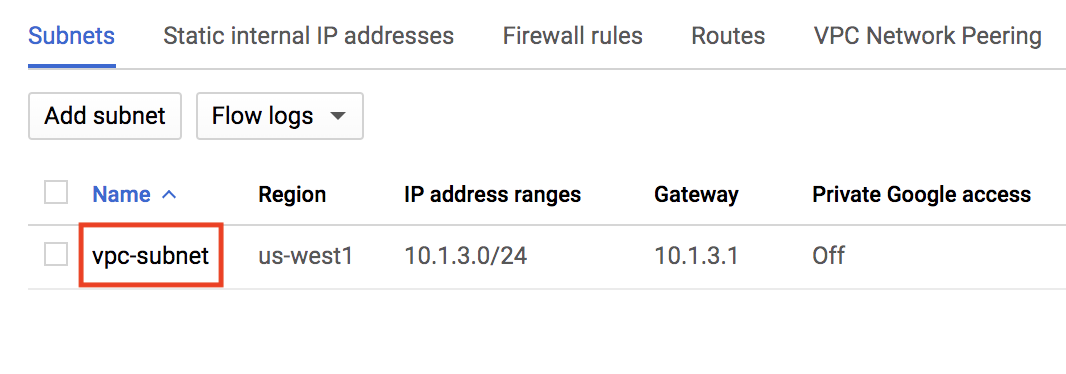 Subnets Static internal IP addresses Firewall rules Routes VPC Network Peering
Add subnet Flow logs
Name Region IP address ranges Gateway Private Google access
vpc-subnet us-west1 10.1.3.0/24 10.1.3.1 Off